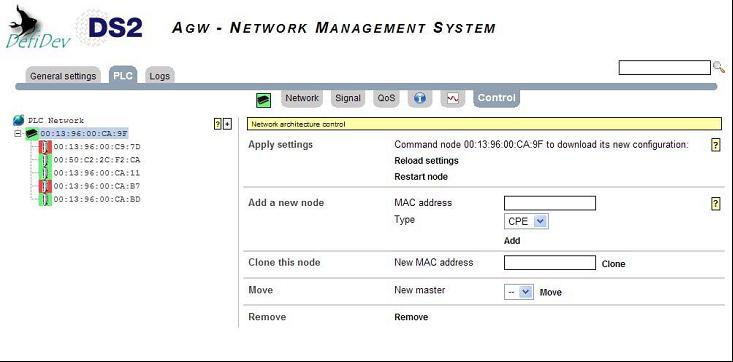 DefiDev
DS2
AGW - NETWORK MANAGEMENT SYSTEM
General settings
PLC
Logs
Network
Signal
QoS
Control
PLC Network
? +
00:13:96:00:CA:9F
00:13:96:00:C9:7D
00:50:C2:2C:F2:CA
00:13:96:00:CA:11
00:13:96:00:CA:B7
00:13:96:00:CA:BD
Network architecture control
Apply settings
Command node 00:13:96:00:CA:9F to download its new configuration:
?
Reload settings
Restart node
Add a new node
MAC address
?
Type
CPE
Add
Clone this node
New MAC address
Clone
Move
New master
--
Move
Remove
Remove